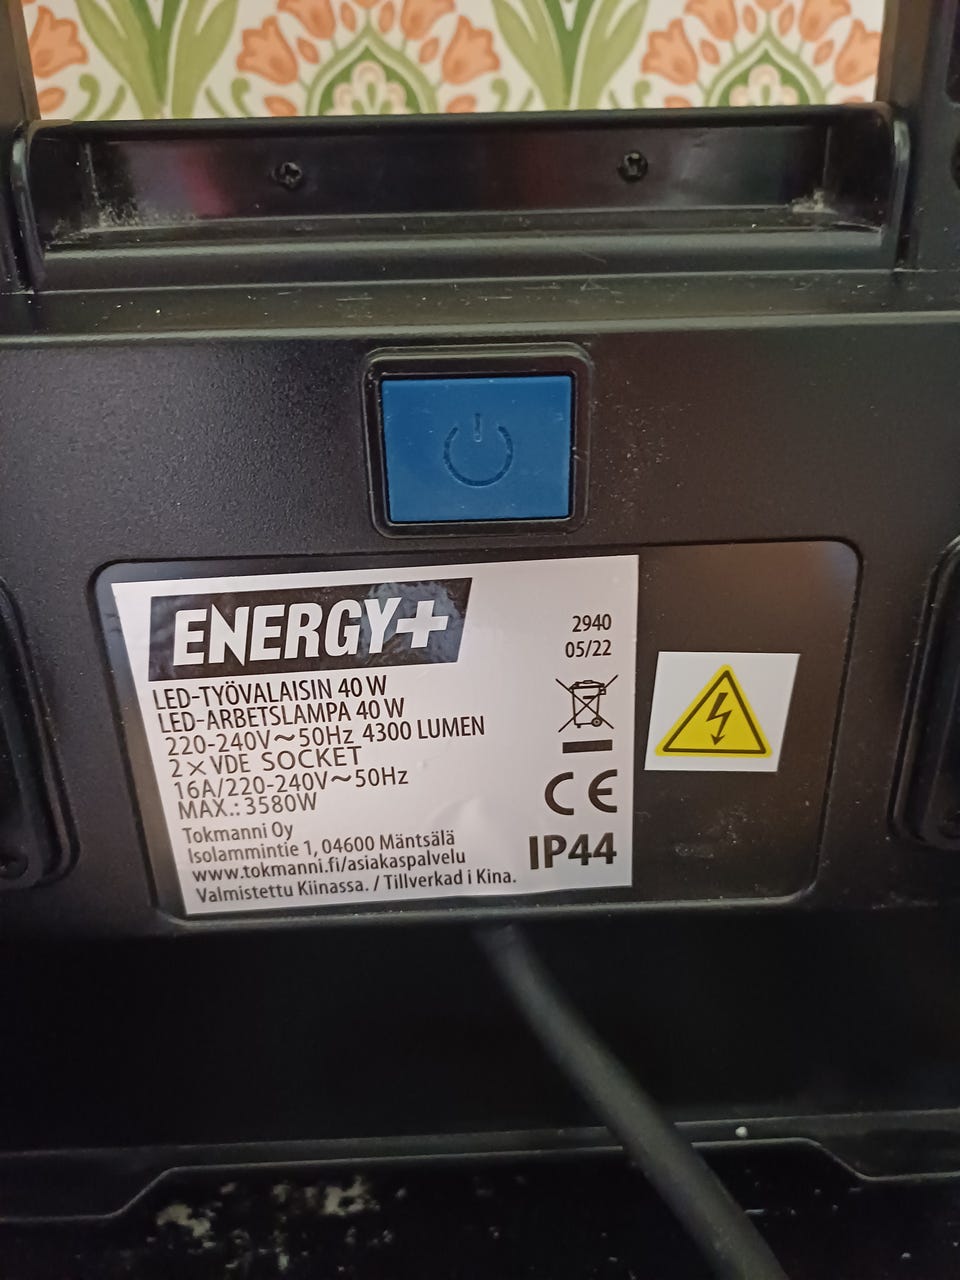 ENERGY+
2940
05/22
LED-TYÖVALAISIN 40 W
LED-ARBETSLAMPA 40 W
220-240V~50Hz 4300 LUMEN
2×VDE SOCKET
16A/220-240V~50Hz
MAX.: 3580W
Tokmanni Oy
Isolammintie 1, 04600 Mäntsälä
www.tokmanni.fi/asiakaspalvelu
Valmistettu Kiinassa. / Tillverkad i Kina.
CE
IP44